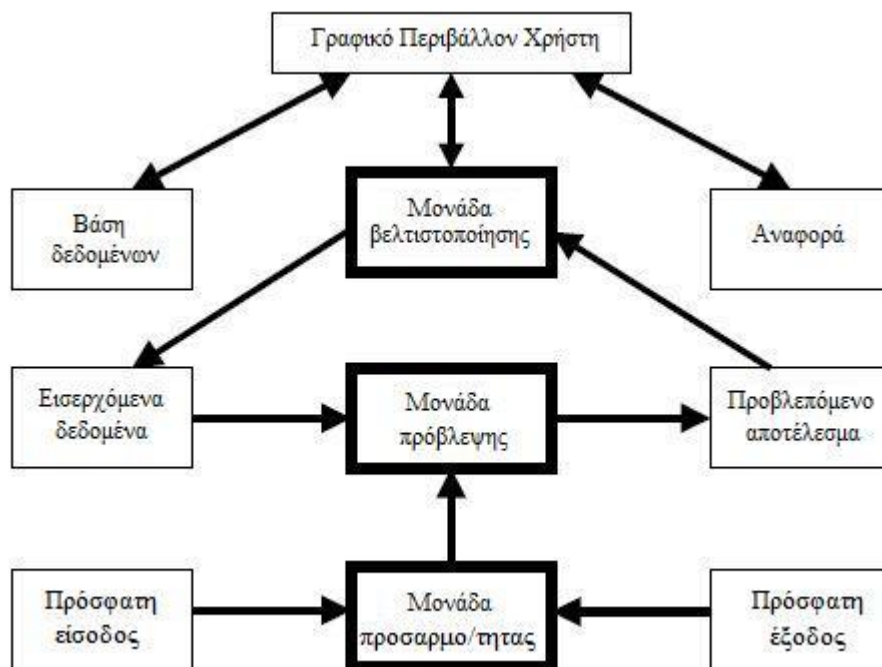 Γραφικό Περιβάλλον Χρήστη
Βάση
δεδομένων
Μονάδα
βελτιστοποίησης
Αναφορά
Εισερχόμενα
δεδομένα
Μονάδα
πρόβλεψης
Προβλεπόμενο
αποτέλεσμα
Πρόσφατη
είσοδος
Μονάδα
προσαρμο/τητας
Πρόσφατη
έξοδος